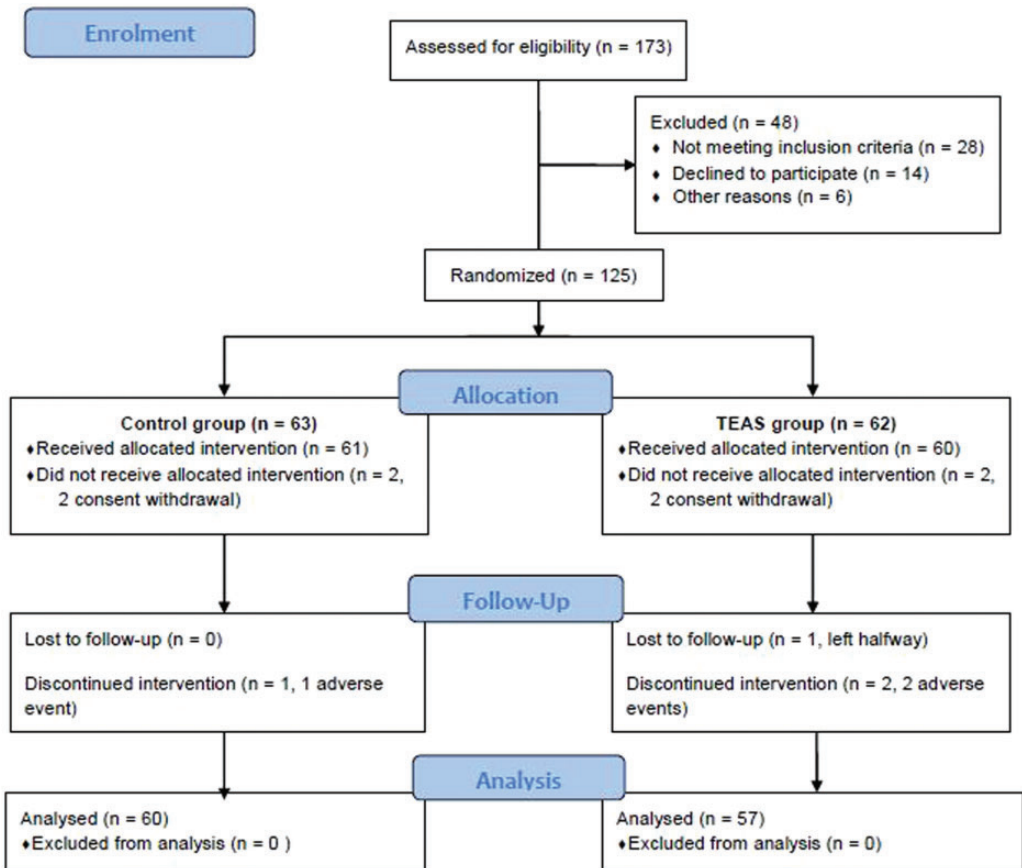 Enrolment
Assessed for eligibility (n = 173)
Excluded (n = 48)
♦ Not meeting inclusion criteria (n = 28)
♦ Declined to participate (n = 14)
♦ Other reasons (n = 6)
Randomized (n = 125)
Allocation
Control group (n = 63)
♦Received allocated intervention (n = 61)
♦Did not receive allocated intervention (n = 2,
2 consent withdrawal)
TEAS group (n = 62)
♦Received allocated intervention (n = 60)
♦Did not receive allocated intervention (n = 2,
2 consent withdrawal)
Follow-Up
Lost to follow-up (n = 0)
Discontinued intervention (n = 1, 1 adverse
event)
Lost to follow-up (n = 1, left halfway)
Discontinued intervention (n = 2, 2 adverse
events)
Analysis
Analysed (n = 60)
♦Excluded from analysis (n = 0 )
Analysed (n = 57)
♦Excluded from analysis (n = 0)